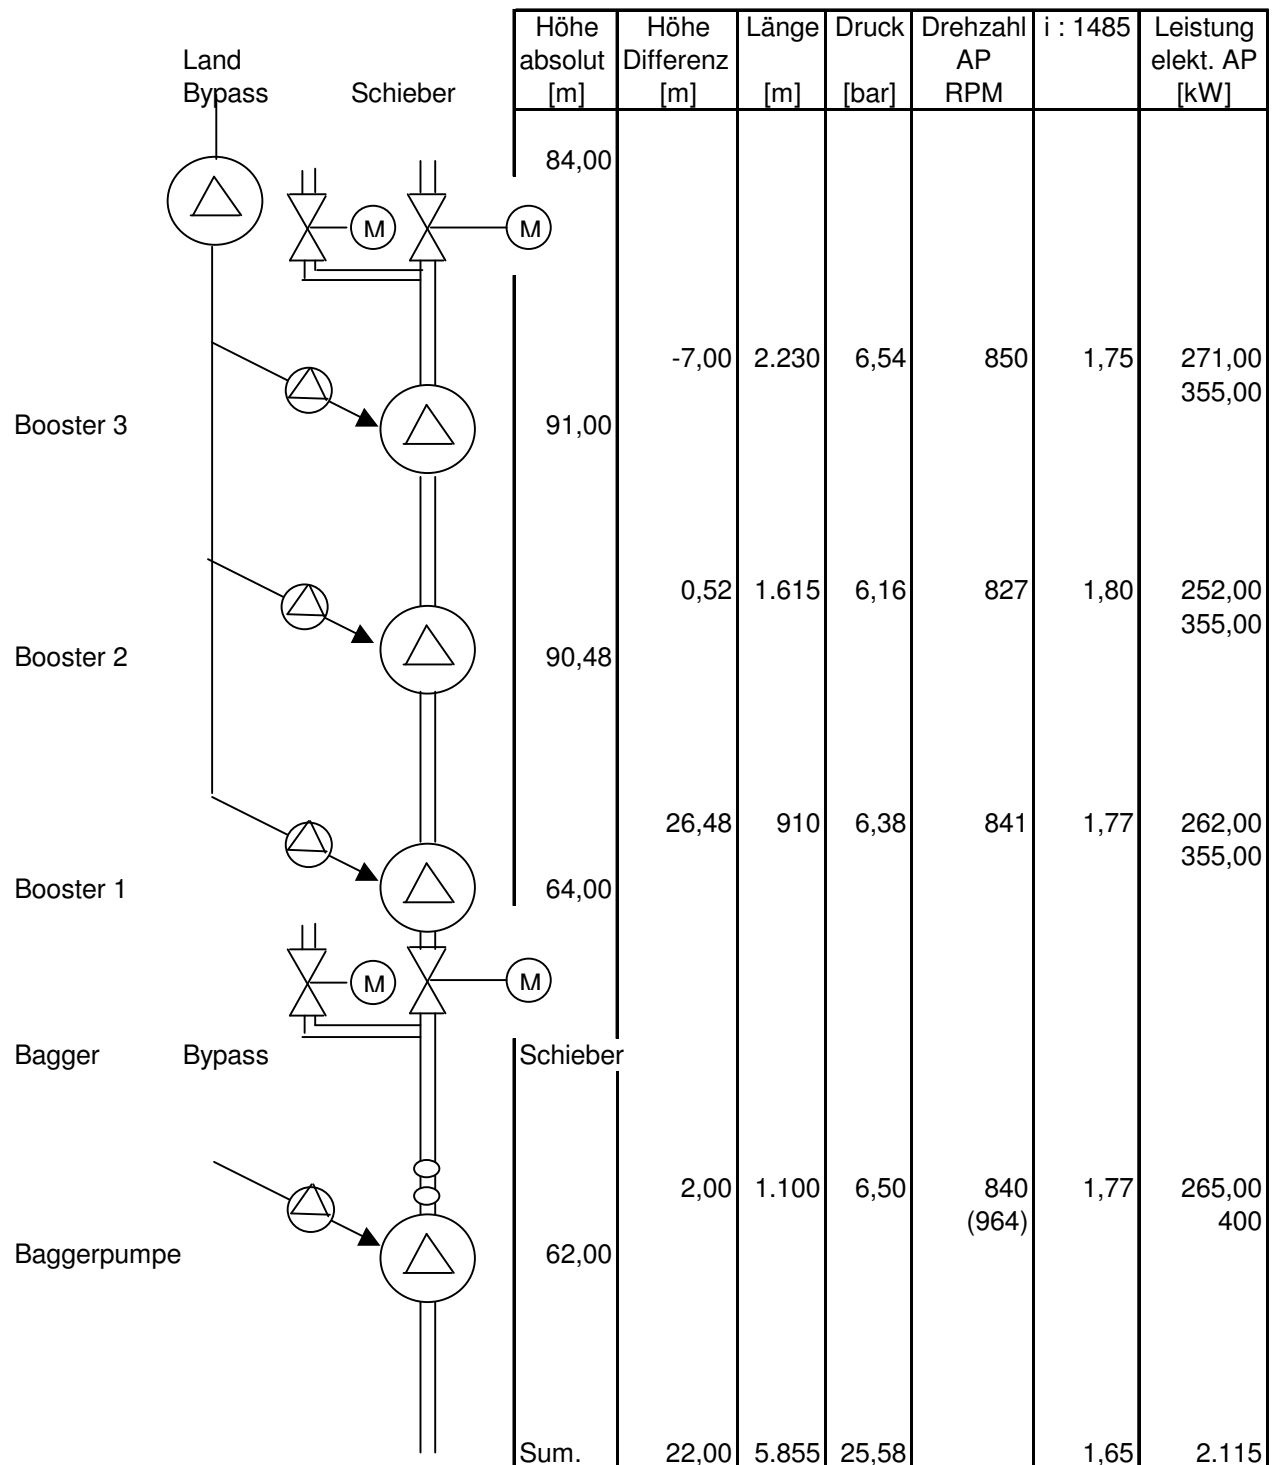 Höhe Höhe Länge Druck Drehzahl i : 1485 Leistung
Land absolut Differenz AP elekt. AP
Bypass Schieber [m] [m] [m] [bar] RPM [kW]
84,00
M M
-7,00 2.230 6,54 850 1,75 271,00
355,00
Booster 3 91,00
0,52 1.615 6,16 827 1,80 252,00
355,00
Booster 2 90,48
26,48 910 6,38 841 1,77 262,00
355,00
Booster 1 64,00
M M
Bagger Bypass Schieber
2,00 1.100 6,50 840 1,77 265,00
(964) 400
Baggerpumpe 62,00
Sum. 22,00 5.855 25,58 1,65 2.115